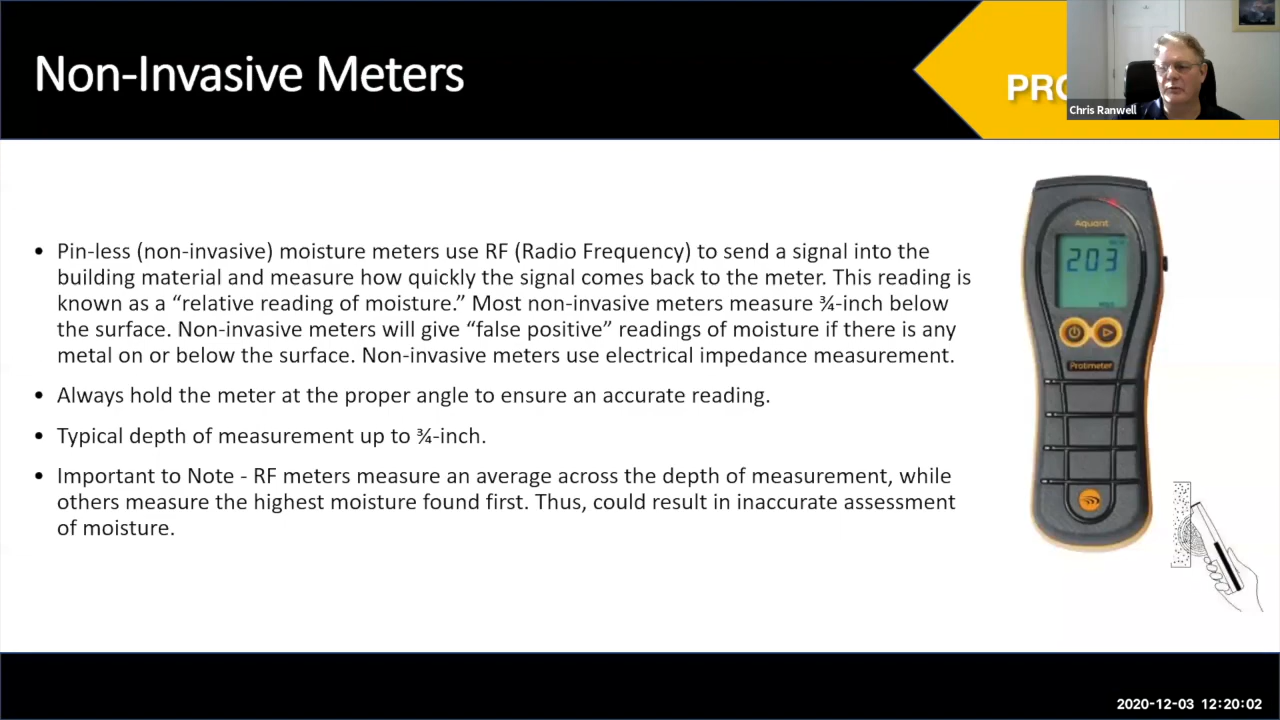 Non-Invasive Meters
PRO
Chris Ranwell
• Pin-less (non-invasive) moisture meters use RF (Radio Frequency) to send a signal into the
building material and measure how quickly the signal comes back to the meter. This reading is
known as a “relative reading of moisture.” Most non-invasive meters measure ¾-inch below
the surface. Non-invasive meters will give “false positive” readings of moisture if there is any
metal on or below the surface. Non-invasive meters use electrical impedance measurement.
• Always hold the meter at the proper angle to ensure an accurate reading.
• Typical depth of measurement up to ¾-inch.
• Important to Note - RF meters measure an average across the depth of measurement, while
others measure the highest moisture found first. Thus, could result in inaccurate assessment
of moisture.
Aquant
203
Protimeter
2020-12-03 12:20:02